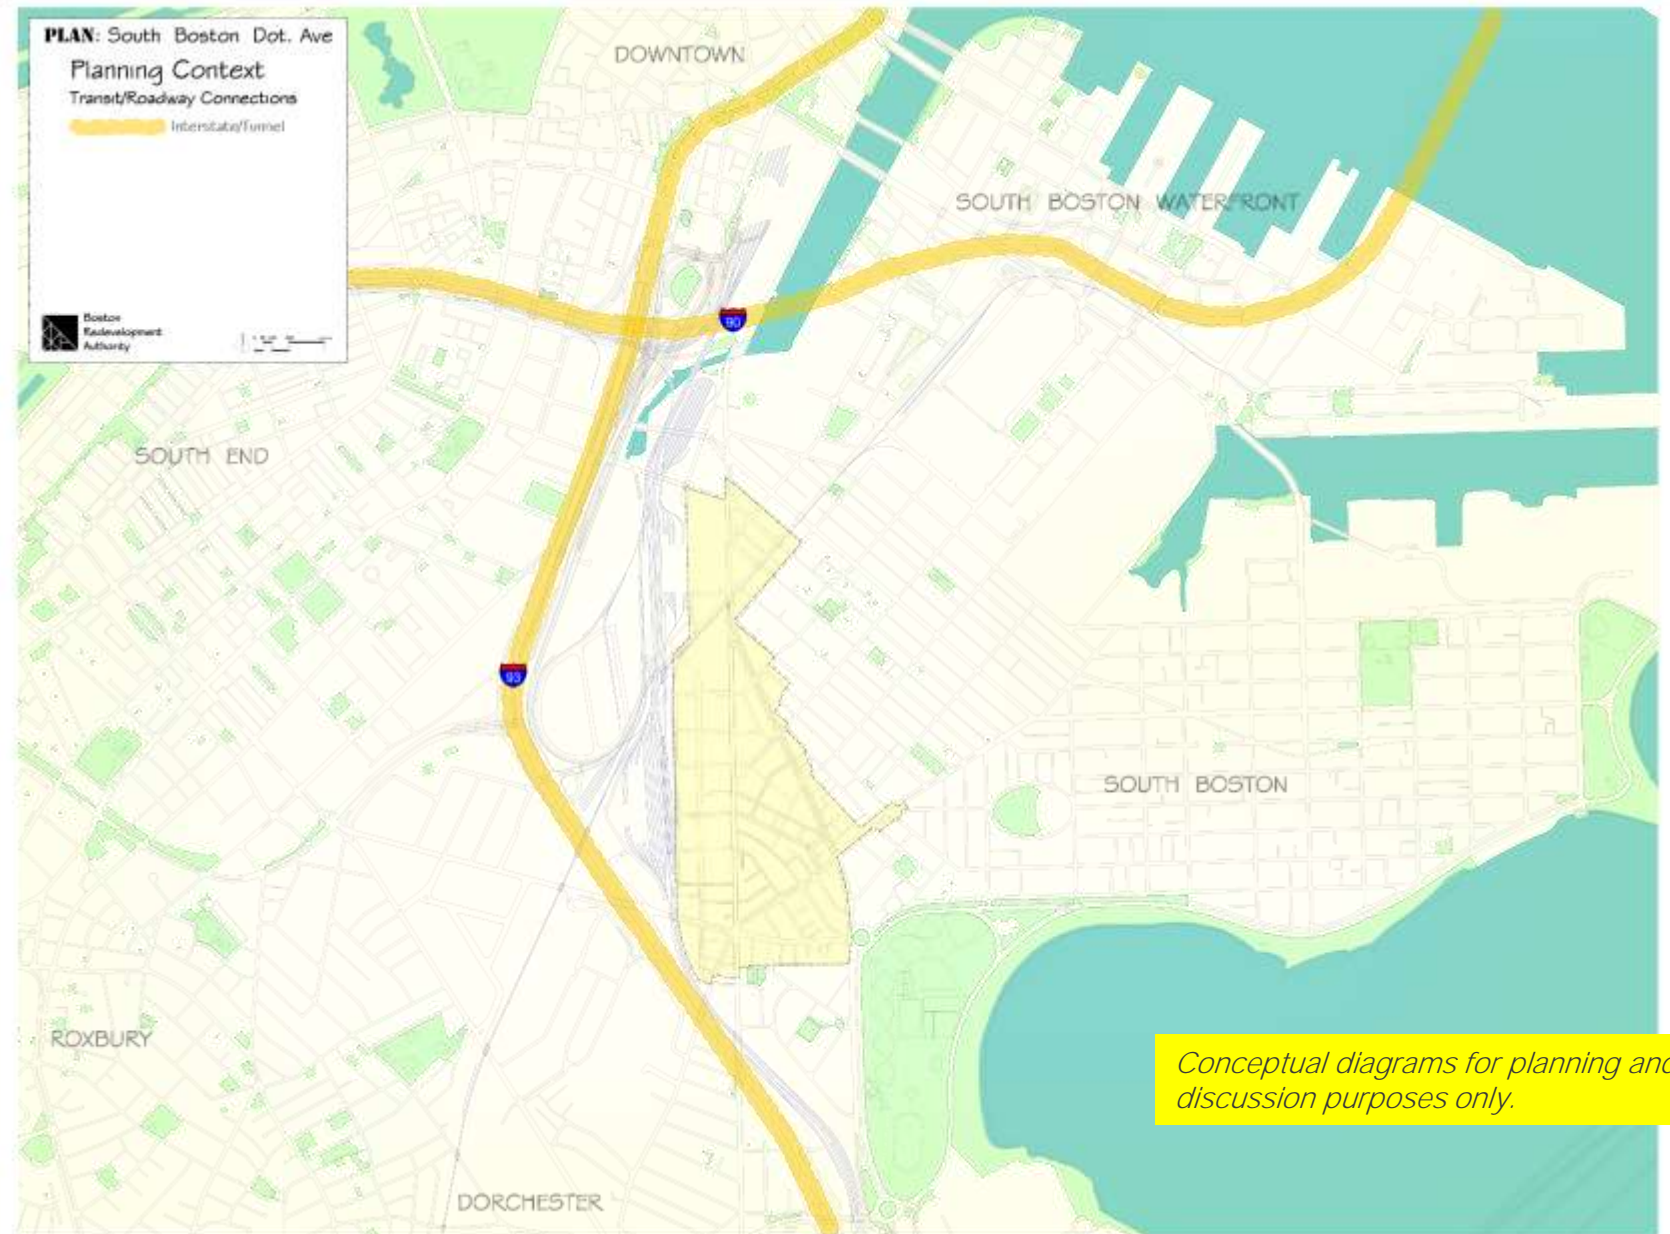 PLAN: South Boston Dot. Ave
Planning Context
Transit/Roadway Connections
Interstate/Tunnel
Boston
Redevelopment
Authority
DOWNTOWN
SOUTH BOSTON WATERFRONT
90
SOUTH END
93
SOUTH BOSTON
ROXBURY
Conceptual diagrams for planning and
discussion purposes only.
DORCHESTER